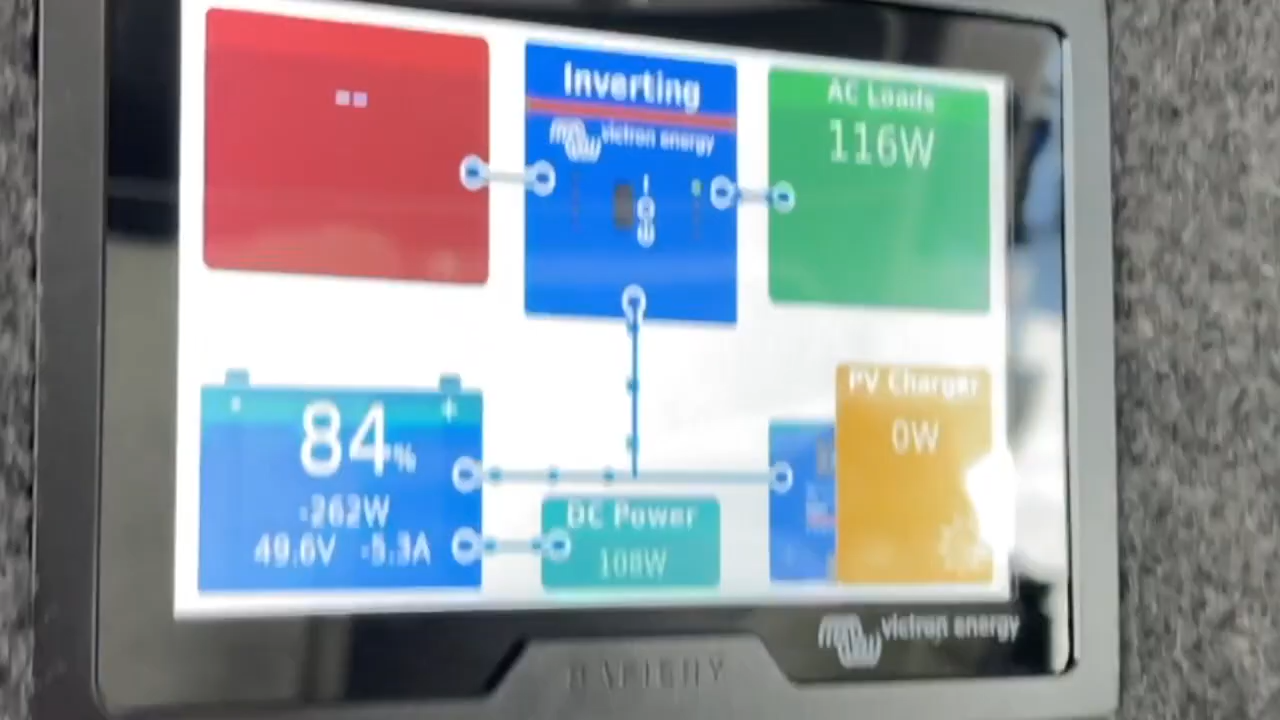 --
Inverting
victron energy
AC Loads
116W
84%
-262W
49.6V -5.3A
DC Power
108W
PV Charger
0W
victron energy
BATTERY